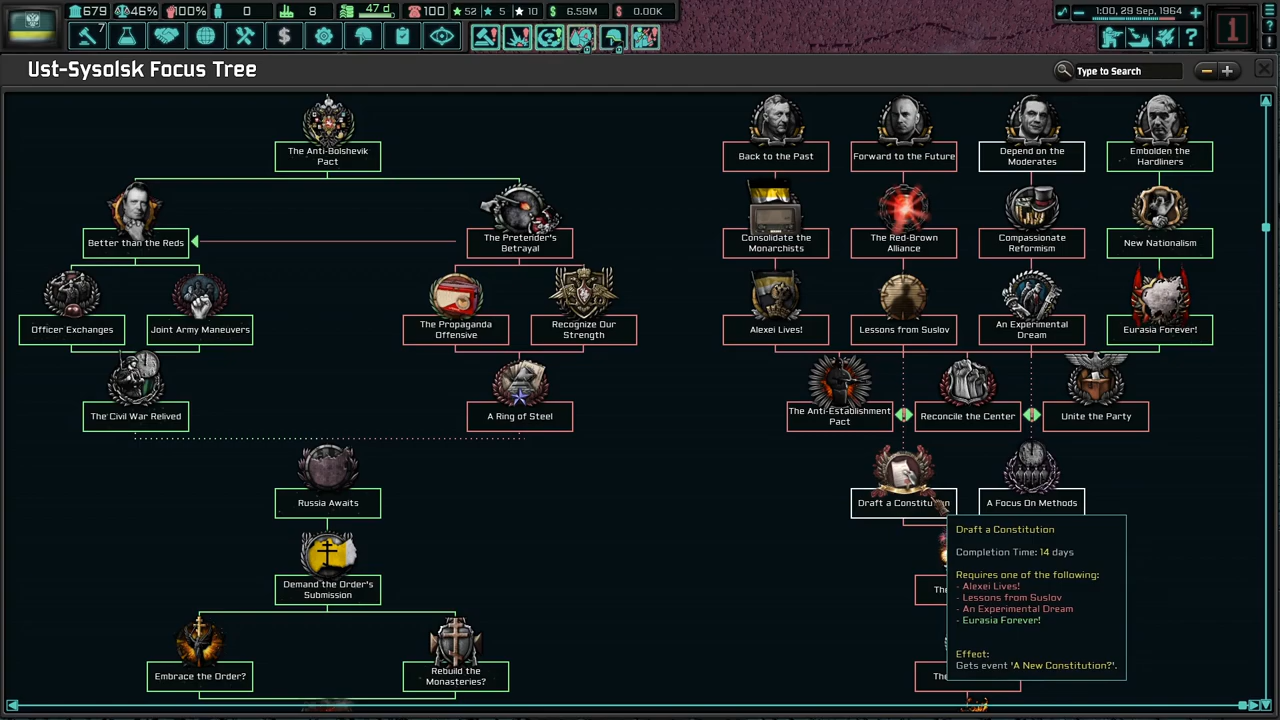 679 46% 100% 0 8 47 d 100 52 5 10 $ 6.59M $ 0.00K
1:00, 29 Sep, 1964
7
1
Ust-Sysolsk Focus Tree
Type to Search
The Anti-Bolshevik
Pact
Back to the Past
Forward to the Future
Depend on the
Moderates
Embolden the
Hardliners
Better than the Reds
The Pretender's
Betrayal
Consolidate the
Monarchists
The Red-Brown
Alliance
Compassionate
Reformism
New Nationalism
Officer Exchanges
Joint Army Maneuvers
The Propaganda
Offensive
Recognize Our
Strength
Alexei Lives!
Lessons from Suslov
An Experimental
Dream
Eurasia Forever!
The Civil War Relived
A Ring of Steel
The Anti-Establishment
Pact
Reconcile the Center
Unite the Party
Russia Awaits
Draft a Constitution
A Focus On Methods
Demand the Order's
Submission
The
Embrace the Order?
Rebuild the
Monasteries?
The
Draft a Constitution
Completion Time: 14 days
Requires one of the following:
- Alexei Lives!
- Lessons from Suslov
- An Experimental Dream
- Eurasia Forever!
Effect:
Gets event 'A New Constitution?'.